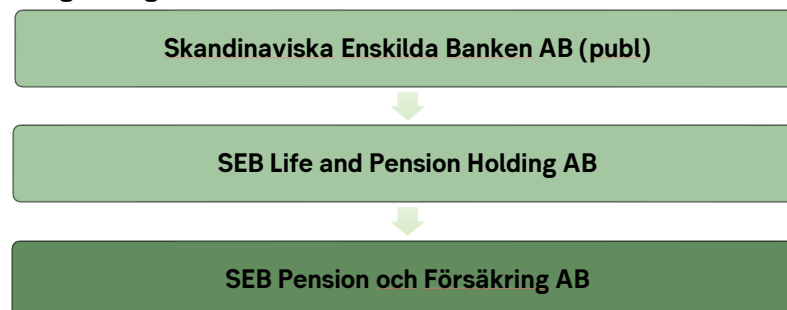 Skandinaviska Enskilda Banken AB (publ)
SEB Life and Pension Holding AB
SEB Pension och Försäkring AB